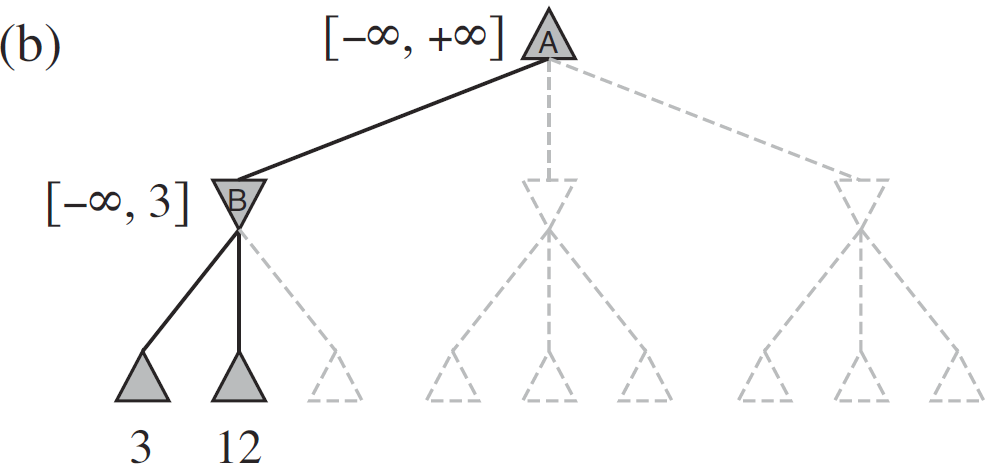 (b)
[−∞, +∞] A
[−∞, 3] B
3 12